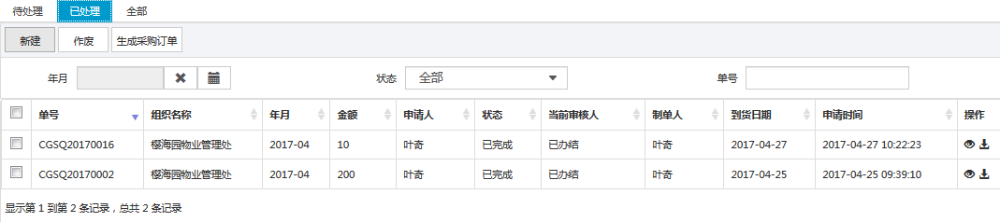 待处理 已处理 全部
新建 作废 生成采购订单
年月 状态 全部 单号
单号 组织名称 年月 金额 申请人 状态 当前审核人 制单人 到货日期 申请时间 操作
CGSQ20170016 樱海园物业管理处 2017-04 10 叶奇 已完成 已办结 叶奇 2017-04-27 2017-04-27 10:22:23
CGSQ20170002 樱海园物业管理处 2017-04 200 叶奇 已完成 已办结 叶奇 2017-04-25 2017-04-25 09:39:10
显示第 1 到第 2 条记录，总共 2 条记录